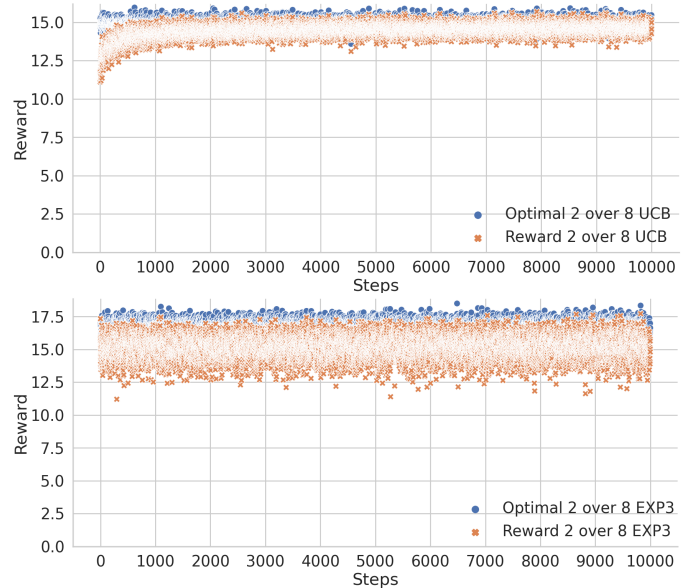 15.0
12.5
10.0
7.5
5.0
2.5
0.0
Reward
Optimal 2 over 8 UCB
Reward 2 over 8 UCB
0 1000 2000 3000 4000 5000 6000 7000 8000 9000 10000
Steps
17.5
15.0
12.5
10.0
7.5
5.0
2.5
0.0
Reward
Optimal 2 over 8 EXP3
Reward 2 over 8 EXP3
0 1000 2000 3000 4000 5000 6000 7000 8000 9000 10000
Steps